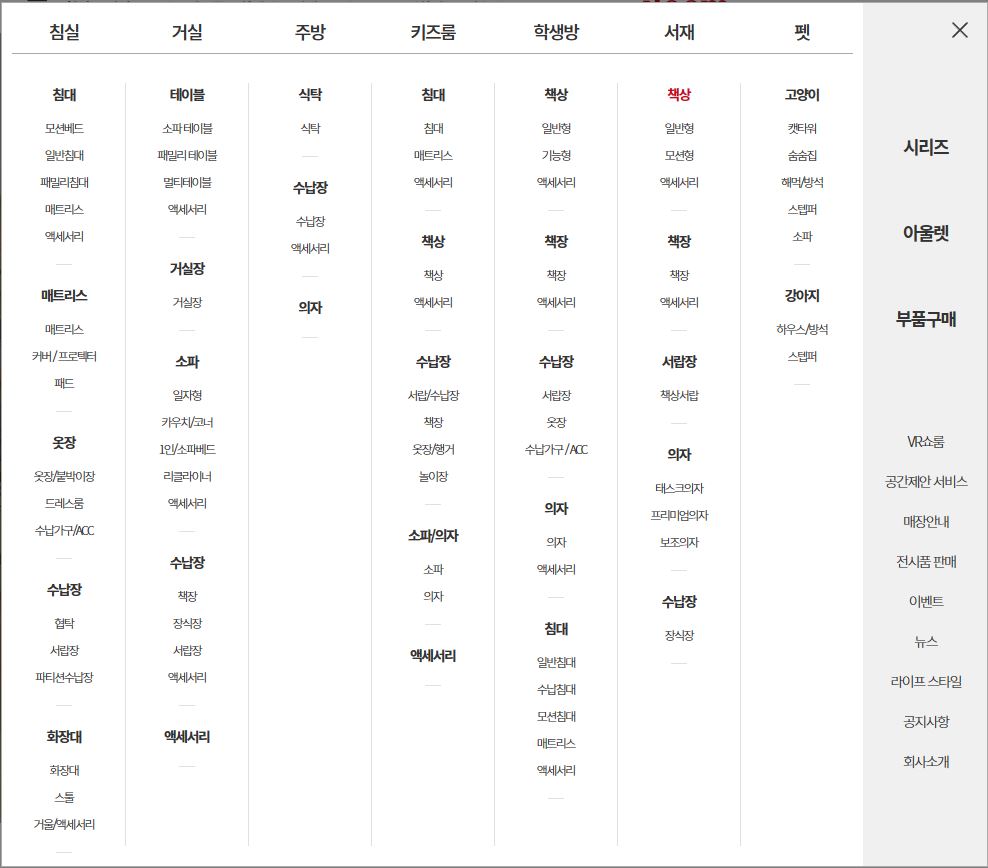 침실
거실
주방
키즈룸
학생방
서재
펫
침대
모션베드
일반침대
패밀리침대
매트리스
액세서리
매트리스
매트리스
커버 / 프로텍터
패드
옷장
옷장/붙박이장
드레스룸
수납가구/ACC
수납장
협탁
서랍장
파티션수납장
화장대
화장대
스툴
거울/액세서리
테이블
소파 테이블
패밀리 테이블
멀티테이블
액세서리
거실장
거실장
소파
일자형
카우치/코너
1인/소파베드
리클라이너
액세서리
수납장
책장
장식장
서랍장
액세서리
액세서리
식탁
식탁
수납장
수납장
액세서리
의자
침대
침대
매트리스
액세서리
책상
책상
액세서리
수납장
서랍/수납장
책장
옷장/행거
놀이장
소파/의자
소파
의자
액세서리
책상
일반형
기능형
액세서리
책장
책장
액세서리
수납장
서랍장
옷장
수납가구 / ACC
의자
의자
액세서리
침대
일반침대
수납침대
모션침대
매트리스
액세서리
책상
일반형
모션형
액세서리
책장
책장
액세서리
서랍장
책상서랍
의자
태스크의자
프리미엄의자
보조의자
수납장
장식장
고양이
캣타워
숨숨집
해먹/방석
스텝퍼
소파
강아지
하우스/방석
스텝퍼
시리즈
아울렛
부품구매
VR쇼룸
공간제안 서비스
매장안내
전시품 판매
이벤트
뉴스
라이프 스타일
공지사항
회사소개